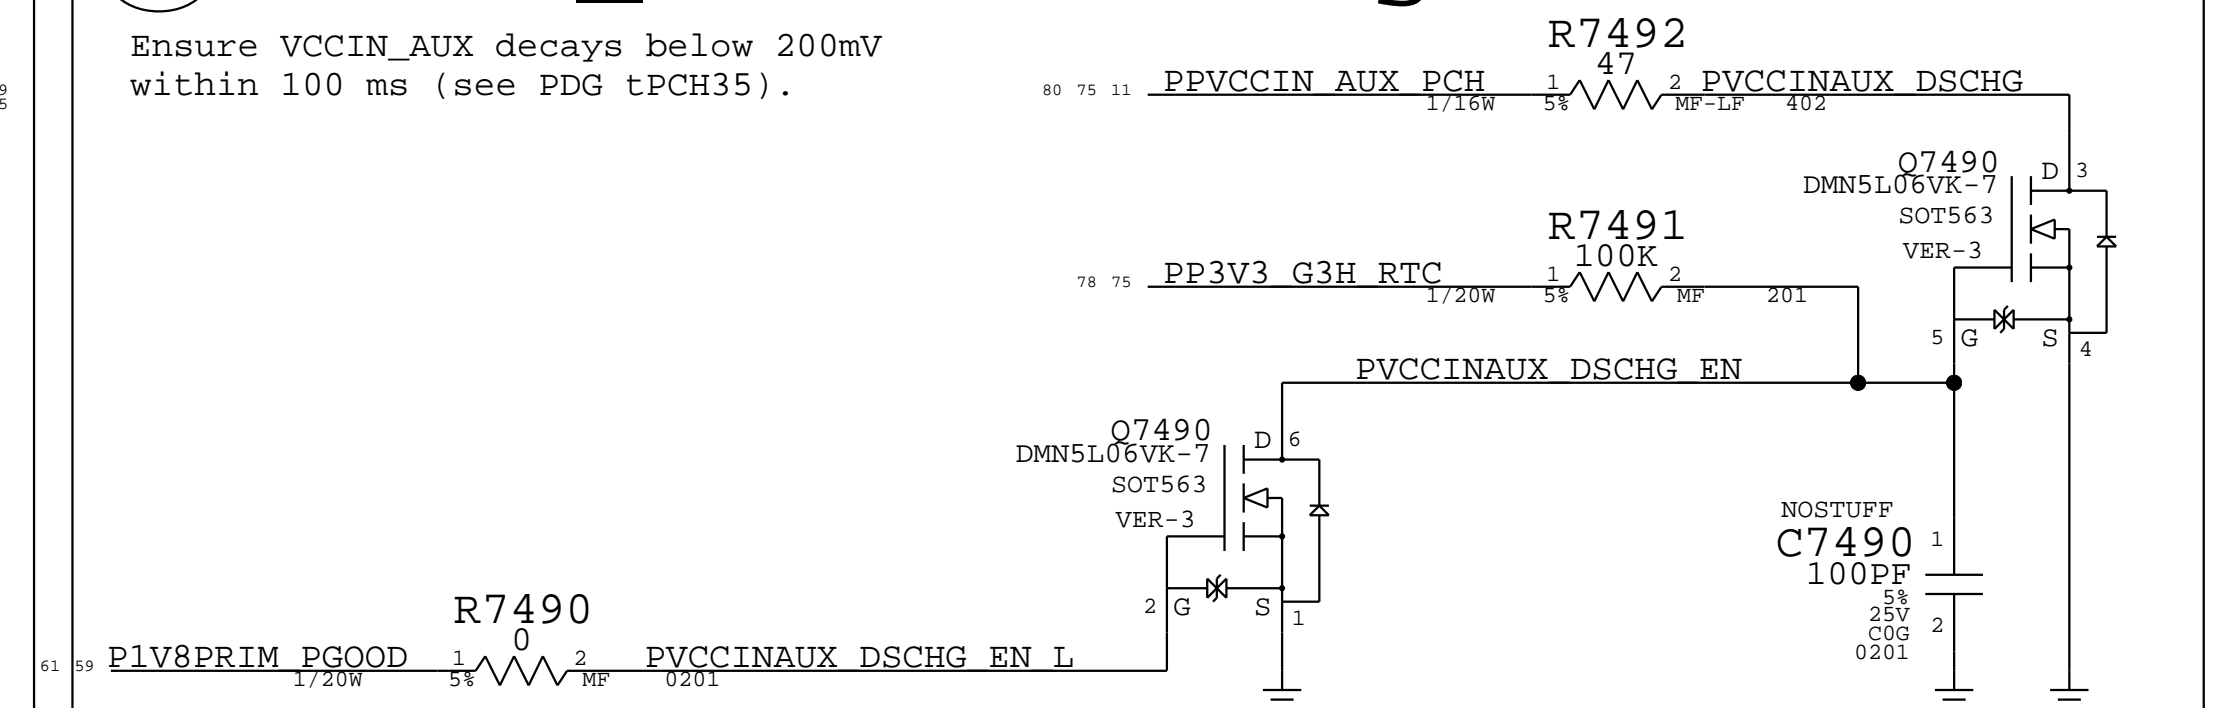 Ensure VCCIN_AUX decays below 200mV
within 100 ms (see PDG tPCH35).
9
5
R7492
47
80 75 11 PPVCCIN_AUX_PCH 1 2 PVCCINAUX_DSCHG
1/16W 5% MF-LF 402
Q7490
D 3
DMN5L06VK-7
SOT563
VER-3
R7491
100K
78 75 PP3V3_G3H_RTC 1 2
1/20W 5% MF 201
5 G S 4
PVCCINAUX_DSCHG_EN
Q7490
D 6
DMN5L06VK-7
SOT563
VER-3
2 G S 1
NOSTUFF
C7490 1
100PF
5%
25V
C0G
0201
2
R7490
0
61 59 P1V8PRIM_PGOOD 1 2 PVCCINAUX_DSCHG_EN_L
1/20W 5% MF 0201